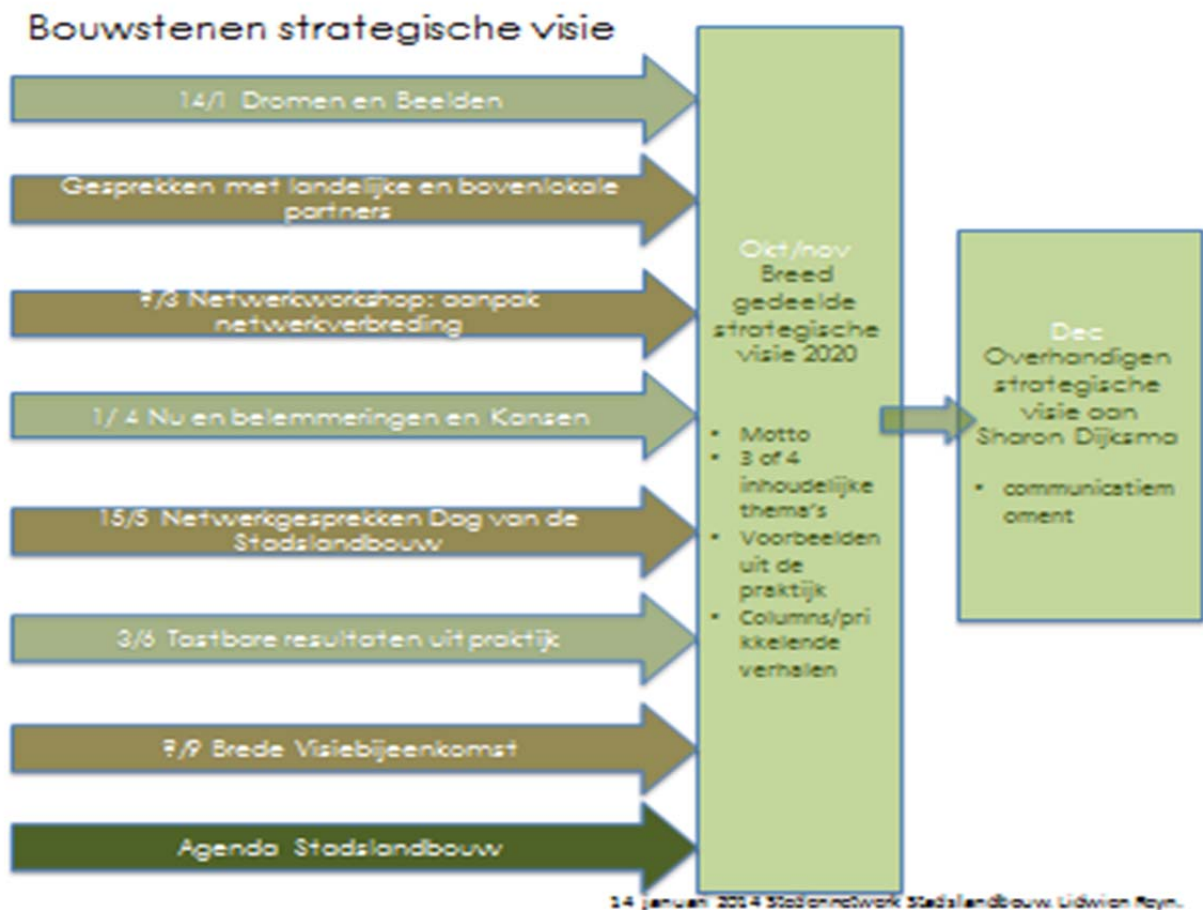 Bouwstenen strategische visie
14/1 Dromen en Beelden
Gesprekken met landelijke en bovenlokale
partners
?/3 Netwerkworkshop: aanpak
netwerkverbreding
1/ 4 Nu en belemmeringen en Kansen
15/5 Netwerkgesprekken Dag van de
Stadslandbouw
3/6 Tastbare resultaten uit praktijk
?/9 Brede Visiebijeenkomst
Agenda Stadslandbouw
Okt/nov
Breed
gedeelde
strategische
visie 2020
• Motto
• 3 of 4
inhoudelijke
thema's
• Voorbeelden
uit de
praktijk
• Columns/pri
kkelende
verhalen
Dec
Overhandigen
strategische
visie aan
Sharon Dijksma
• communicatiem
oment
14 januari 2014 Stedennetwerk Stadslandbouw. Lidwien